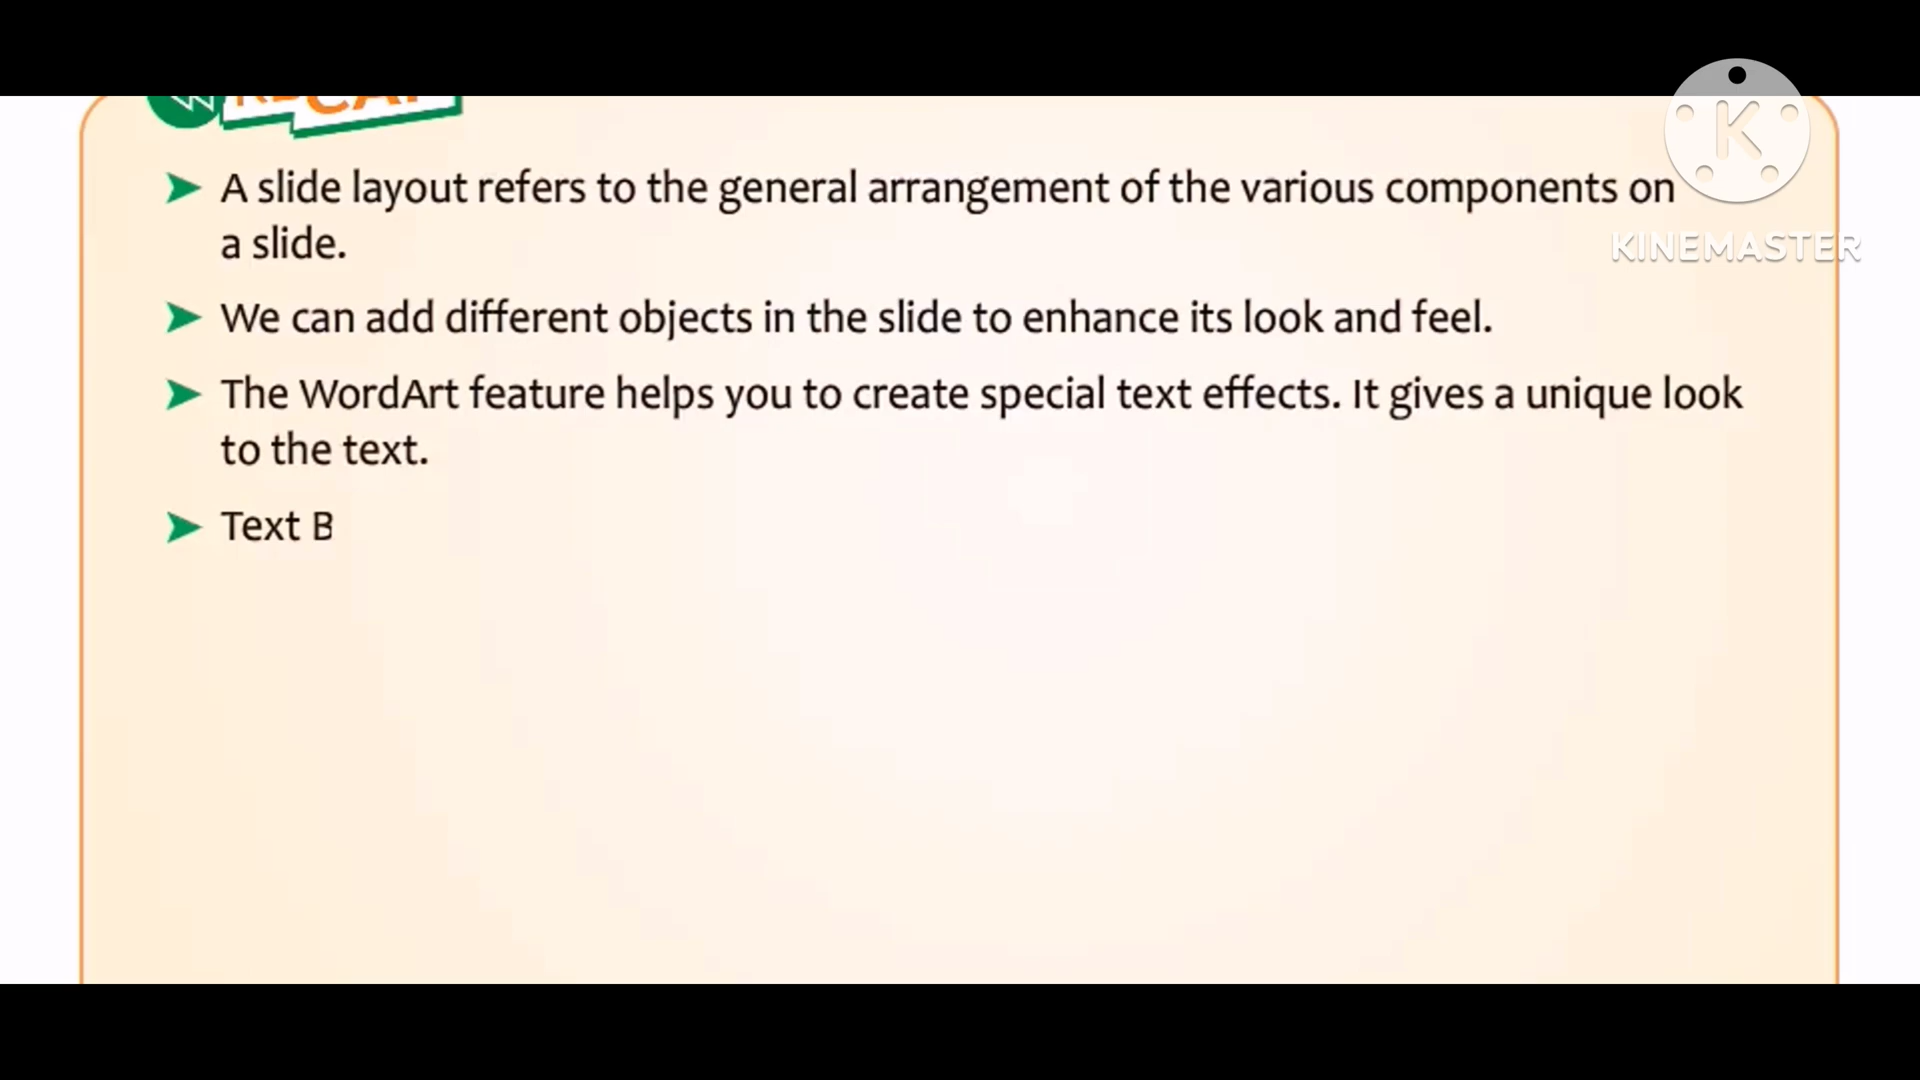 RECAP
A slide layout refers to the general arrangement of the various components on
a slide.
We can add different objects in the slide to enhance its look and feel.
The WordArt feature helps you to create special text effects. It gives a unique look
to the text.
Text B
K
KINEMASTER